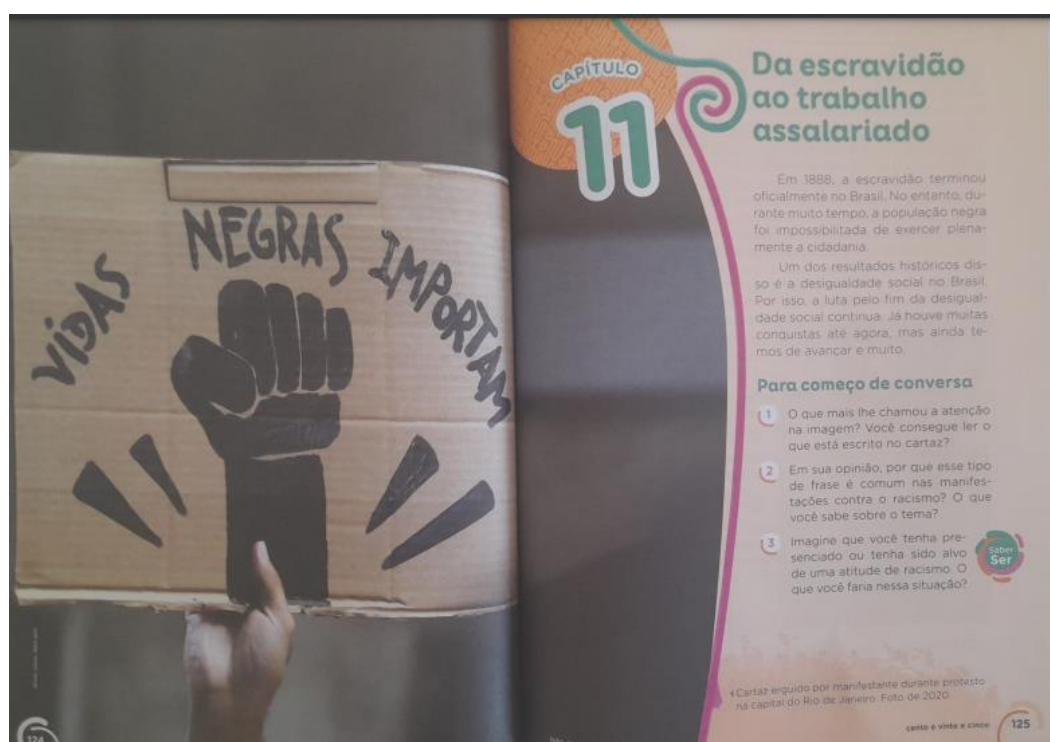 VIDAS
NEGRAS
IMPORTAM
124
CAPÍTULO
11
Da escravidão
ao trabalho
assalariado
Em 1888, a escravidão terminou
oficialmente no Brasil. No entanto, du-
rante muito tempo, a população negra
foi impossibilitada de exercer plena-
mente a cidadania.
Um dos resultados históricos dis-
so é a desigualdade social no Brasil.
Por isso, a luta pelo fim da desigual-
dade social continua. Já houve muitas
conquistas até agora, mas ainda te-
mos de avançar e muito.
Para começo de conversa
1 O que mais lhe chamou a atenção
na imagem? Você consegue ler o
que está escrito no cartaz?
2 Em sua opinião, por que esse tipo
de frase é comum nas manifes-
tações contra o racismo? O que
você sabe sobre o tema?
3 Imagine que você tenha pre-
senciado ou tenha sido alvo
de uma atitude de racismo. O
que você faria nessa situação?
Saber
Ser
Cartaz erguido por manifestante durante protesto
na capital do Rio de Janeiro. Foto de 2020.
cento e vinte e cinco
125